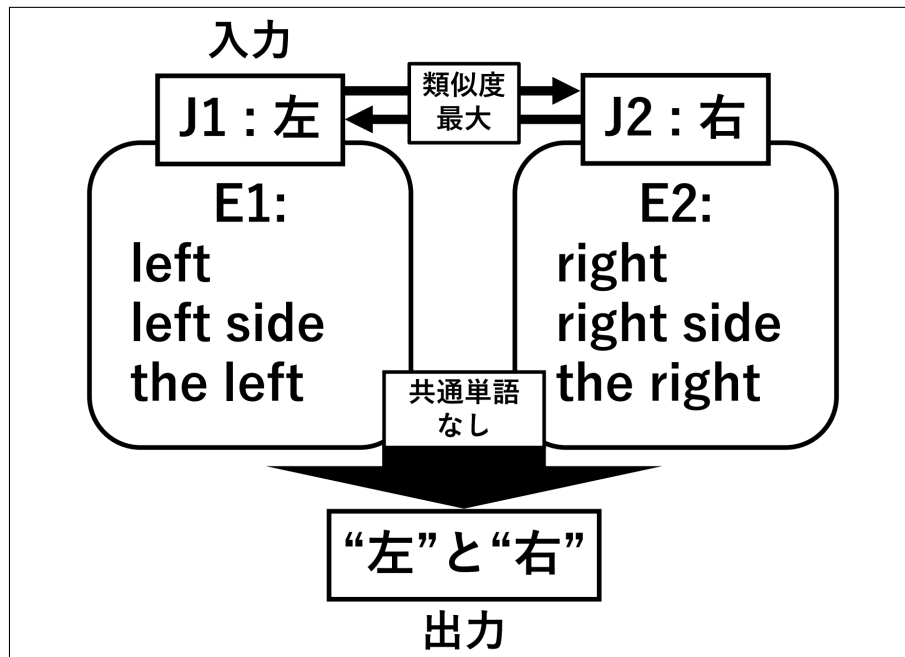 入力
J1 : 左
類似度
最大
J2 : 右
E1:
left
left side
the left
E2:
right
right side
the right
共通単語
なし
“左”と“右”
出力